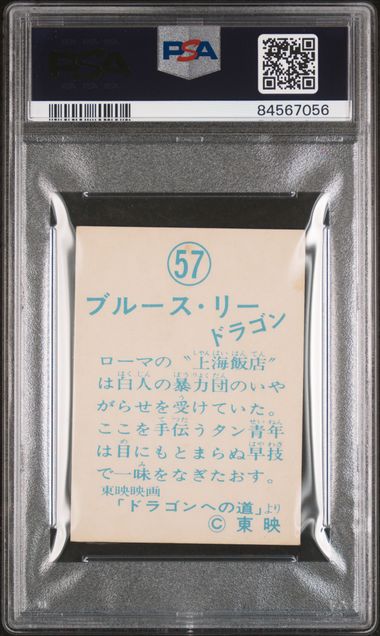 PSA
PSA
84567056
57
ブルース・リー
ドラゴン
ローマの〝上海飯店〟
は白人の暴力団のいや
がらせを受けていた。
ここを手伝うタン青年
は目にもとまらぬ早技
で一味をなぎたおす。
東映映画
「ドラゴンへの道」より
© 東映